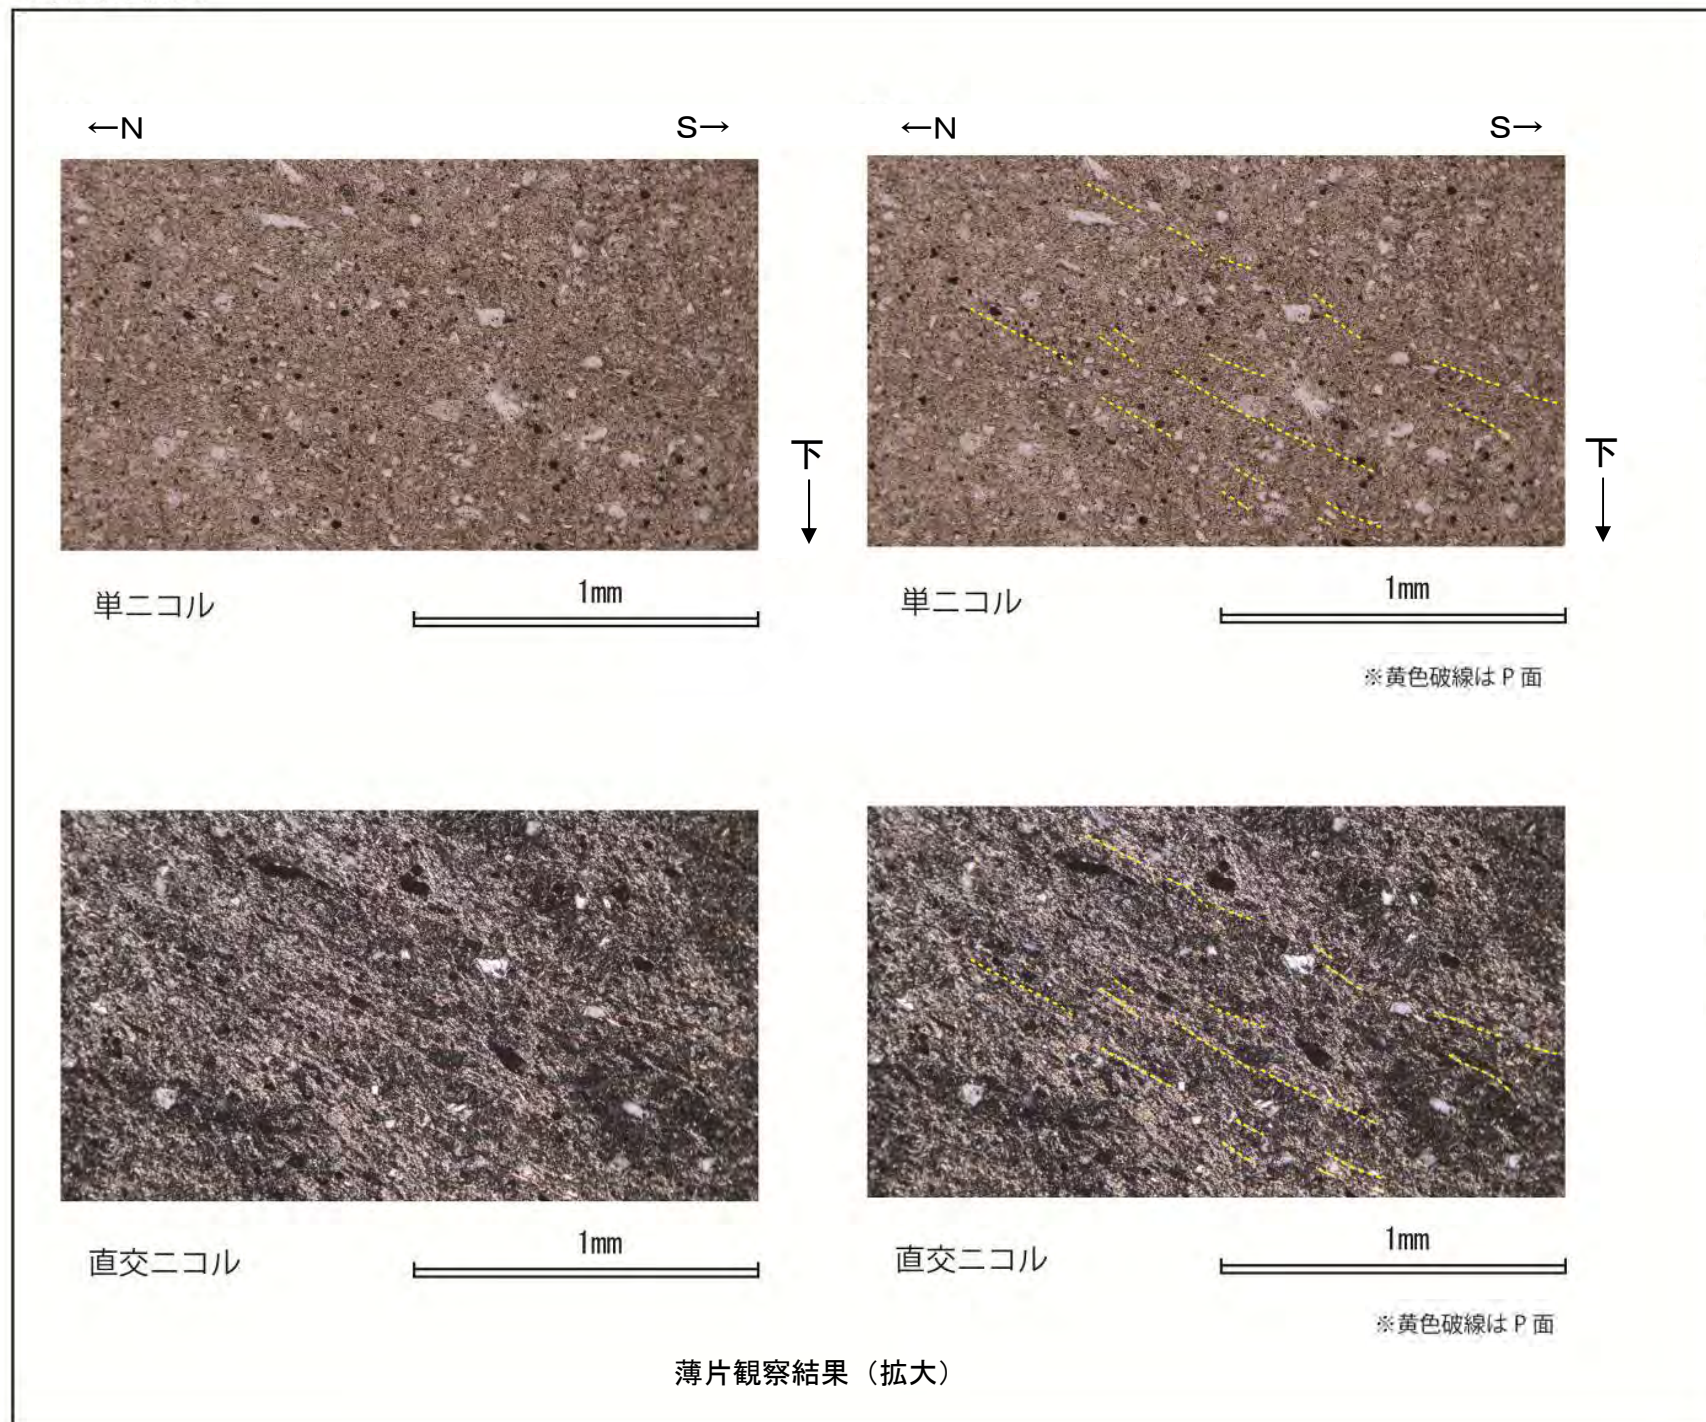 ←N S→ ←N S→
下 下
単ニコル 1mm 単ニコル 1mm
※黄色破線は P 面
直交ニコル 1mm 直交ニコル 1mm
※黄色破線は P 面
薄片観察結果（拡大）